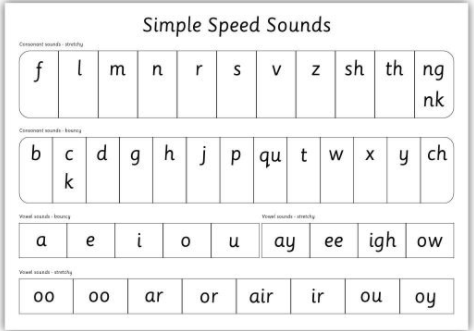 Simple Speed Sounds
Consonant sounds - stretchy
f l m n r s v z sh th ng
nk
Consonant sounds - bouncy
b c d g h j p qu t w x y ch
k
Vowel sounds - bouncy Vowel sounds - stretchy
a e i o u ay ee igh ow
Vowel sounds - stretchy
oo oo ar or air ir ou oy